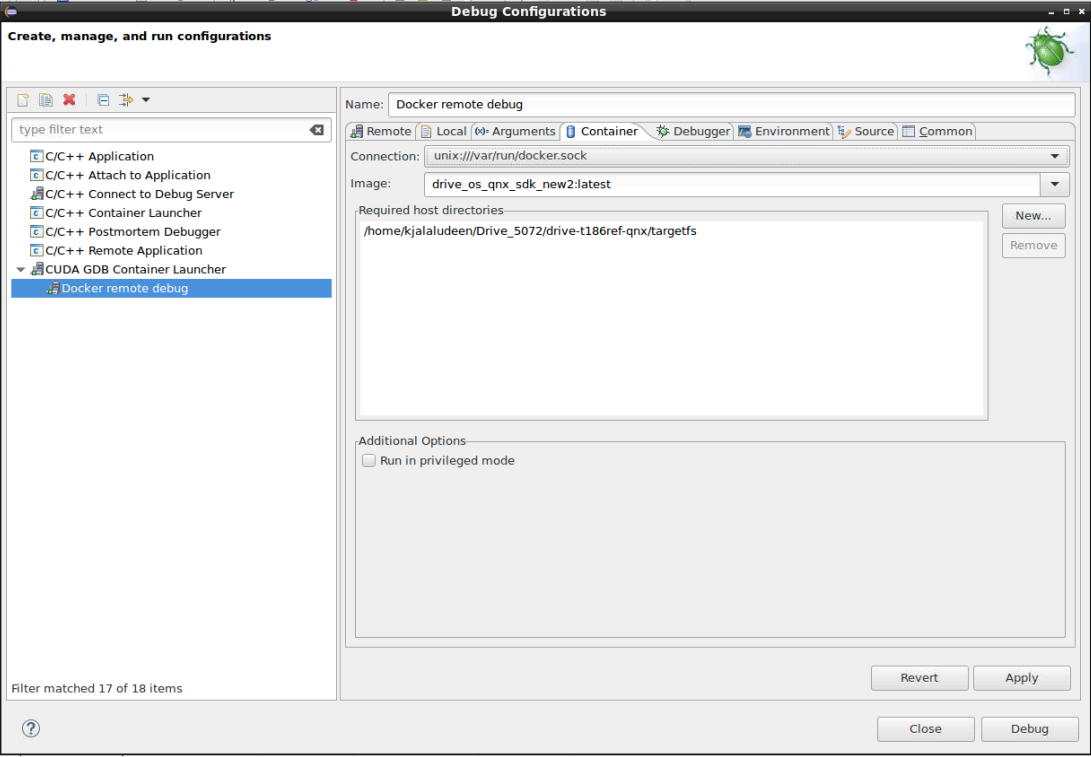 Debug Configurations
Create, manage, and run configurations
type filter text
C/C++ Application
C/C++ Attach to Application
C/C++ Connect to Debug Server
C/C++ Container Launcher
C/C++ Postmortem Debugger
C/C++ Remote Application
CUDA GDB Container Launcher
Docker remote debug
Filter matched 17 of 18 items
Name: Docker remote debug
Remote Local (x)= Arguments Container Debugger Environment Source Common
Connection: unix:///var/run/docker.sock
Image: drive_os_qnx_sdk_new2:latest
Required host directories
/home/kjalaludeen/Drive_5072/drive-t186ref-qnx/targetfs
New...
Remove
Additional Options
Run in privileged mode
Revert Apply
? Close Debug